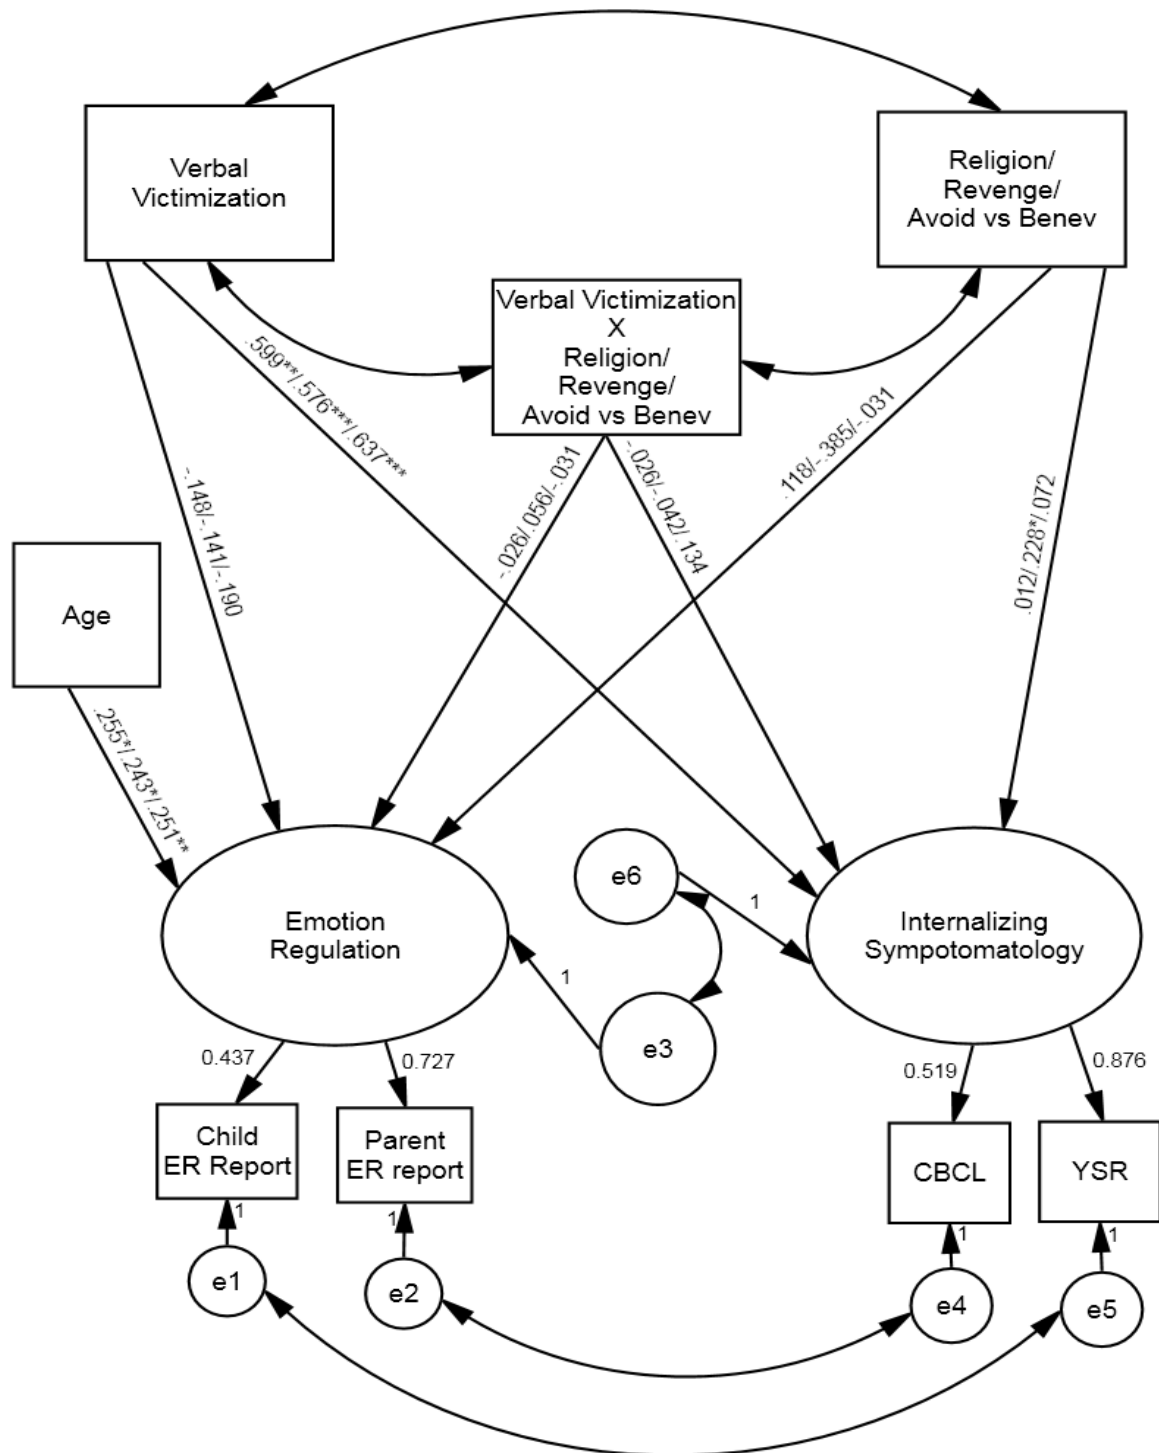 Verbal
Victimization
Religion/
Revenge/
Avoid vs Benev
Verbal Victimization
X
Religion/
Revenge/
Avoid vs Benev
.599**/.576***/.637***
-.148/-.141/-.190
-.026/.056/-.031
-.026/-.042/.134
.118/-.385/-.031
.012/.228*/.072
Age
.255*/.243*/.251**
Emotion
Regulation
e6
1
Internalizing
Sympotomatology
1
e3
0.437
0.727
0.519
0.876
Child
ER Report
Parent
ER report
CBCL
YSR
1
1
1
1
e1
e2
e4
e5